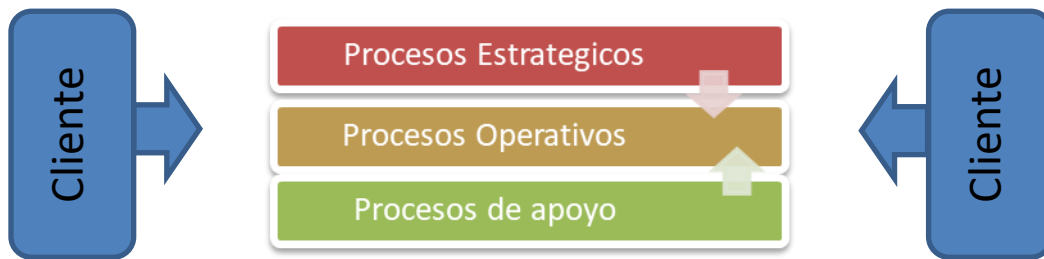 Cliente
Procesos Estrategicos
Procesos Operativos
Procesos de apoyo
Cliente